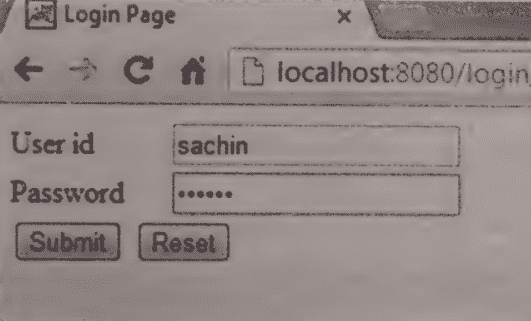 Login Page
localhost:8080/login
User id sachin
Password ••••••
Submit Reset